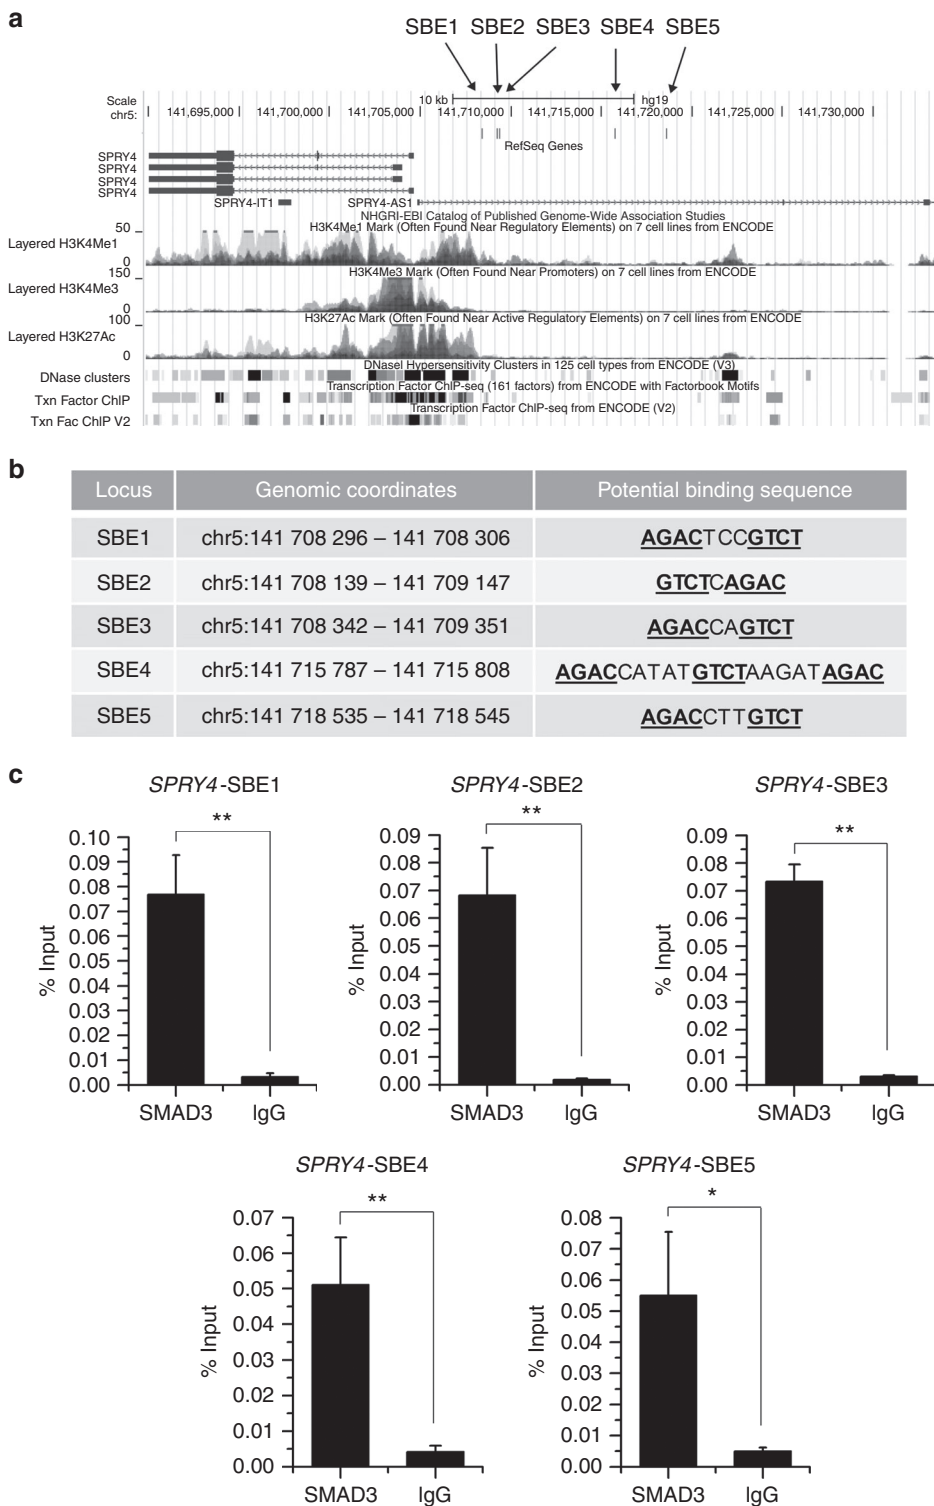 a
SBE1 SBE2 SBE3 SBE4 SBE5
Scale 10 kb hg19
chr5: 141,695,000 141,700,000 141,705,000 141,710,000 141,715,000 141,720,000 141,725,000 141,730,000
RefSeq Genes
SPRY4
SPRY4
SPRY4
SPRY4
SPRY4-IT1 SPRY4-AS1
NHGRI-EBI Catalog of Published Genome-Wide Association Studies
H3K4Me1 Mark (Often Found Near Regulatory Elements) on 7 cell lines from ENCODE
50
Layered H3K4Me1
0
H3K4Me3 Mark (Often Found Near Promoters) on 7 cell lines from ENCODE
150
Layered H3K4Me3
0
H3K27Ac Mark (Often Found Near Active Regulatory Elements) on 7 cell lines from ENCODE
100
Layered H3K27Ac
0
DNaseI Hypersensitivity Clusters in 125 cell types from ENCODE (V3)
DNase clusters
Transcription Factor ChIP-seq (161 factors) from ENCODE with Factorbook Motifs
Txn Factor ChIP
Transcription Factor ChIP-seq from ENCODE (V2)
Txn Fac ChIP V2
b
Locus Genomic coordinates Potential binding sequence
SBE1 chr5:141 708 296 – 141 708 306 AGACTCCGTCT
SBE2 chr5:141 708 139 – 141 709 147 GTCTCAGAC
SBE3 chr5:141 708 342 – 141 709 351 AGACCAGTCT
SBE4 chr5:141 715 787 – 141 715 808 AGACCATATGTCTAAGATAGAC
SBE5 chr5:141 718 535 – 141 718 545 AGACCTTGTCT
c
SPRY4-SBE1
**
% Input
0.10
0.09
0.08
0.07
0.06
0.05
0.04
0.03
0.02
0.01
0.00
SMAD3 IgG
SPRY4-SBE2
**
% Input
0.09
0.08
0.07
0.06
0.05
0.04
0.03
0.02
0.01
0.00
SMAD3 IgG
SPRY4-SBE3
**
% Input
0.09
0.08
0.07
0.06
0.05
0.04
0.03
0.02
0.01
0.00
SMAD3 IgG
SPRY4-SBE4
**
% Input
0.07
0.06
0.05
0.04
0.03
0.02
0.01
0.00
SMAD3 IgG
SPRY4-SBE5
*
% Input
0.08
0.07
0.06
0.05
0.04
0.03
0.02
0.01
0.00
SMAD3 IgG